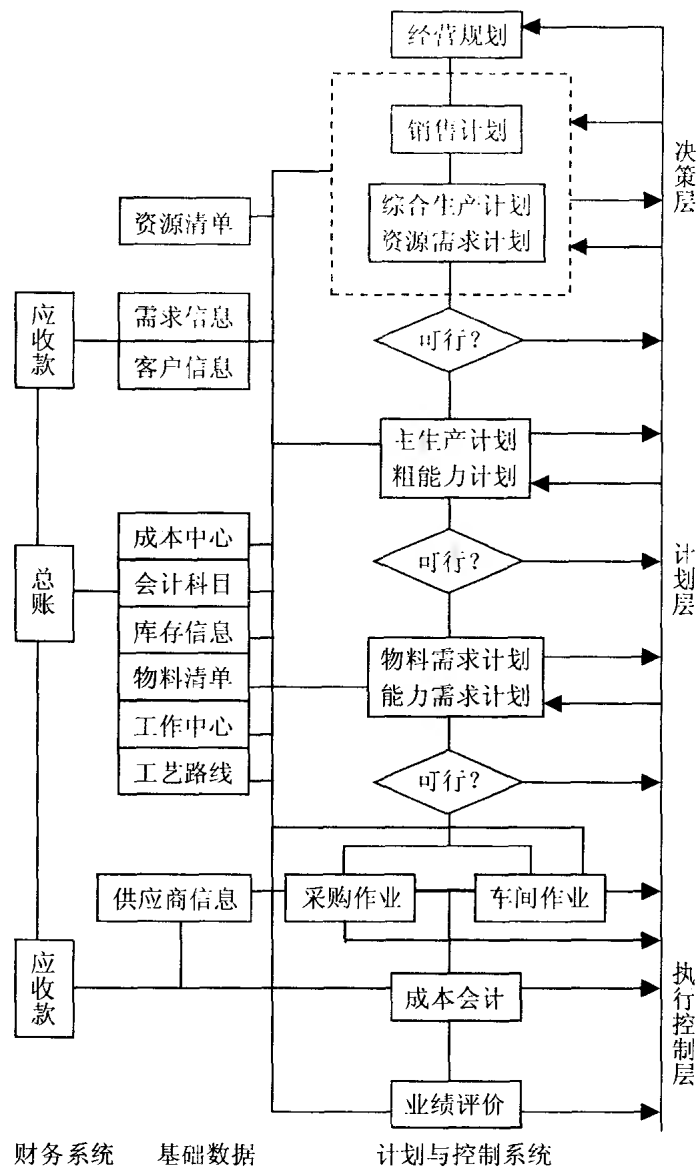 经营规划
销售计划
综合生产计划
资源需求计划
决策层
资源清单
应收款
需求信息
客户信息
可行?
主生产计划
粗能力计划
总账
成本中心
会计科目
库存信息
物料清单
工作中心
工艺路线
可行?
计划层
物料需求计划
能力需求计划
可行?
供应商信息
采购作业
车间作业
应收款
成本会计
执行控制层
业绩评价
财务系统
基础数据
计划与控制系统